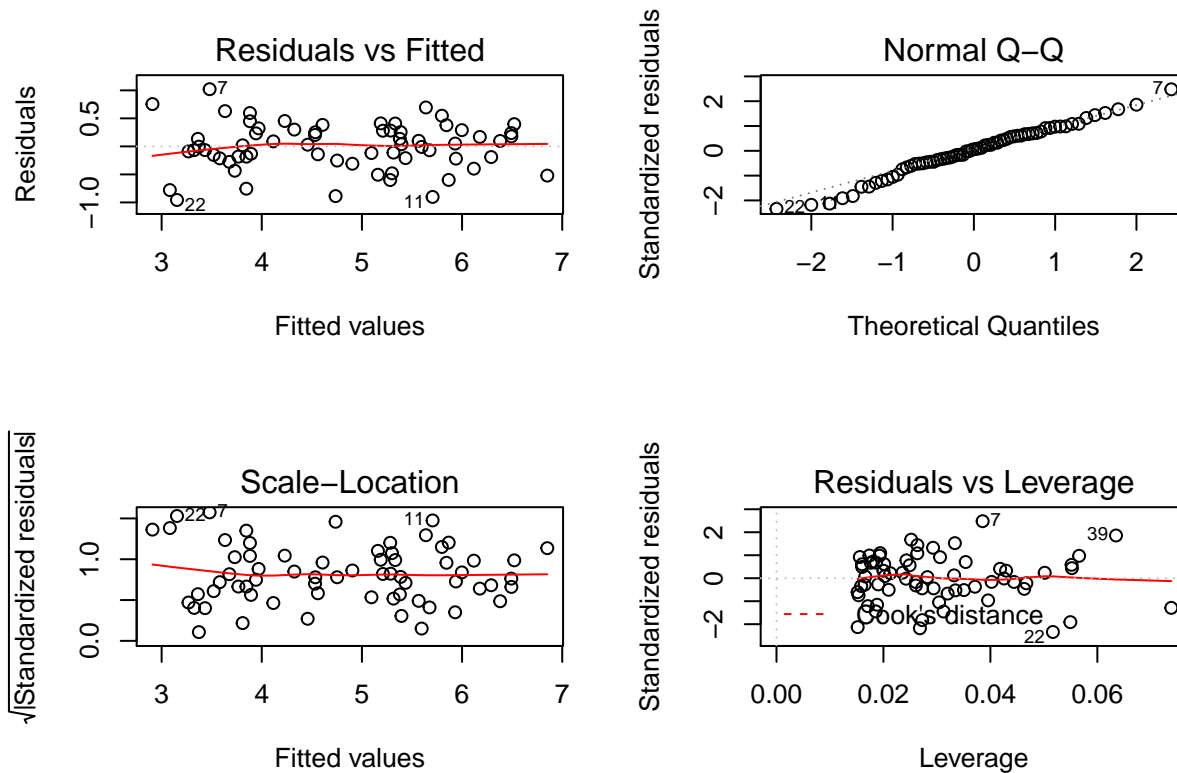 Residuals vs Fitted
Residuals
0.5
−1.0
7
22
11
3 4 5 6 7
Fitted values
Normal Q−Q
Standardized residuals
2
0
−2
7
22
−2 −1 0 1 2
Theoretical Quantiles
Scale−Location
√|Standardized residuals|
1.0
0.0
22
7
11
3 4 5 6 7
Fitted values
Residuals vs Leverage
Standardized residuals
2
0
−2
7
39
Cook's distance
22
0.00 0.02 0.04 0.06
Leverage